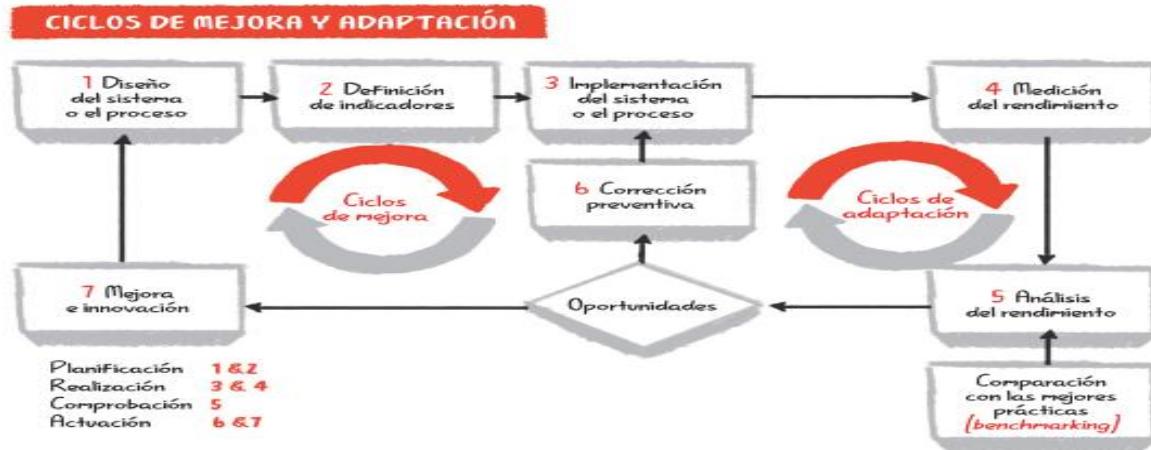 CICLOS DE MEJORA Y ADAPTACIÓN
1 Diseño
del sistema
o el proceso
2 Definición
de indicadores
3 Implementación
del sistema
o el proceso
4 Medición
del rendimiento
Ciclos
de mejora
6 Corrección
preventiva
Ciclos de
adaptación
7 Mejora
e innovación
Oportunidades
5 Análisis
del rendimiento
Planificación 1 & 2
Realización 3 & 4
Comprobación 5
Actuación 6 & 7
Comparación
con las mejores
prácticas
(benchmarking)